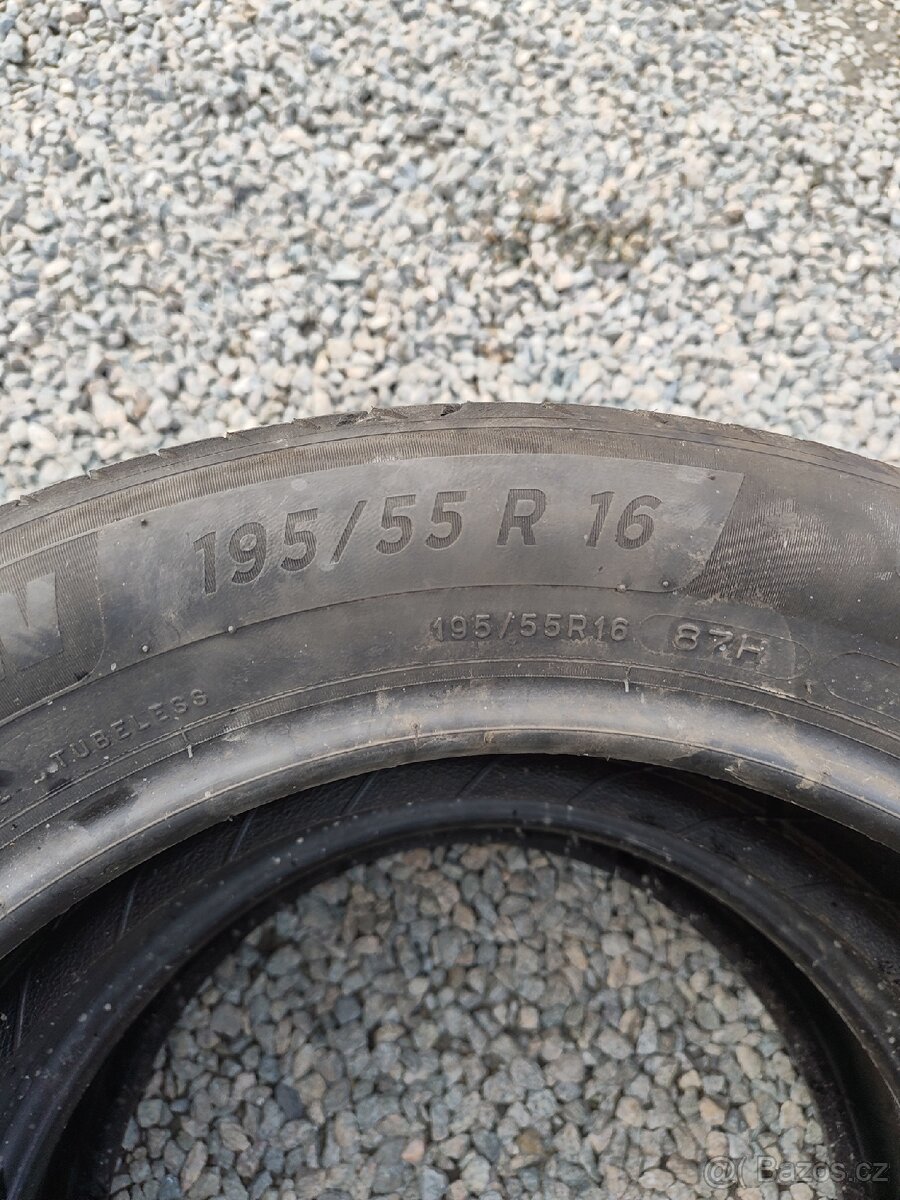 195/55 R 16
195/55R16 87H
TUBELESS
@Bazos.cz